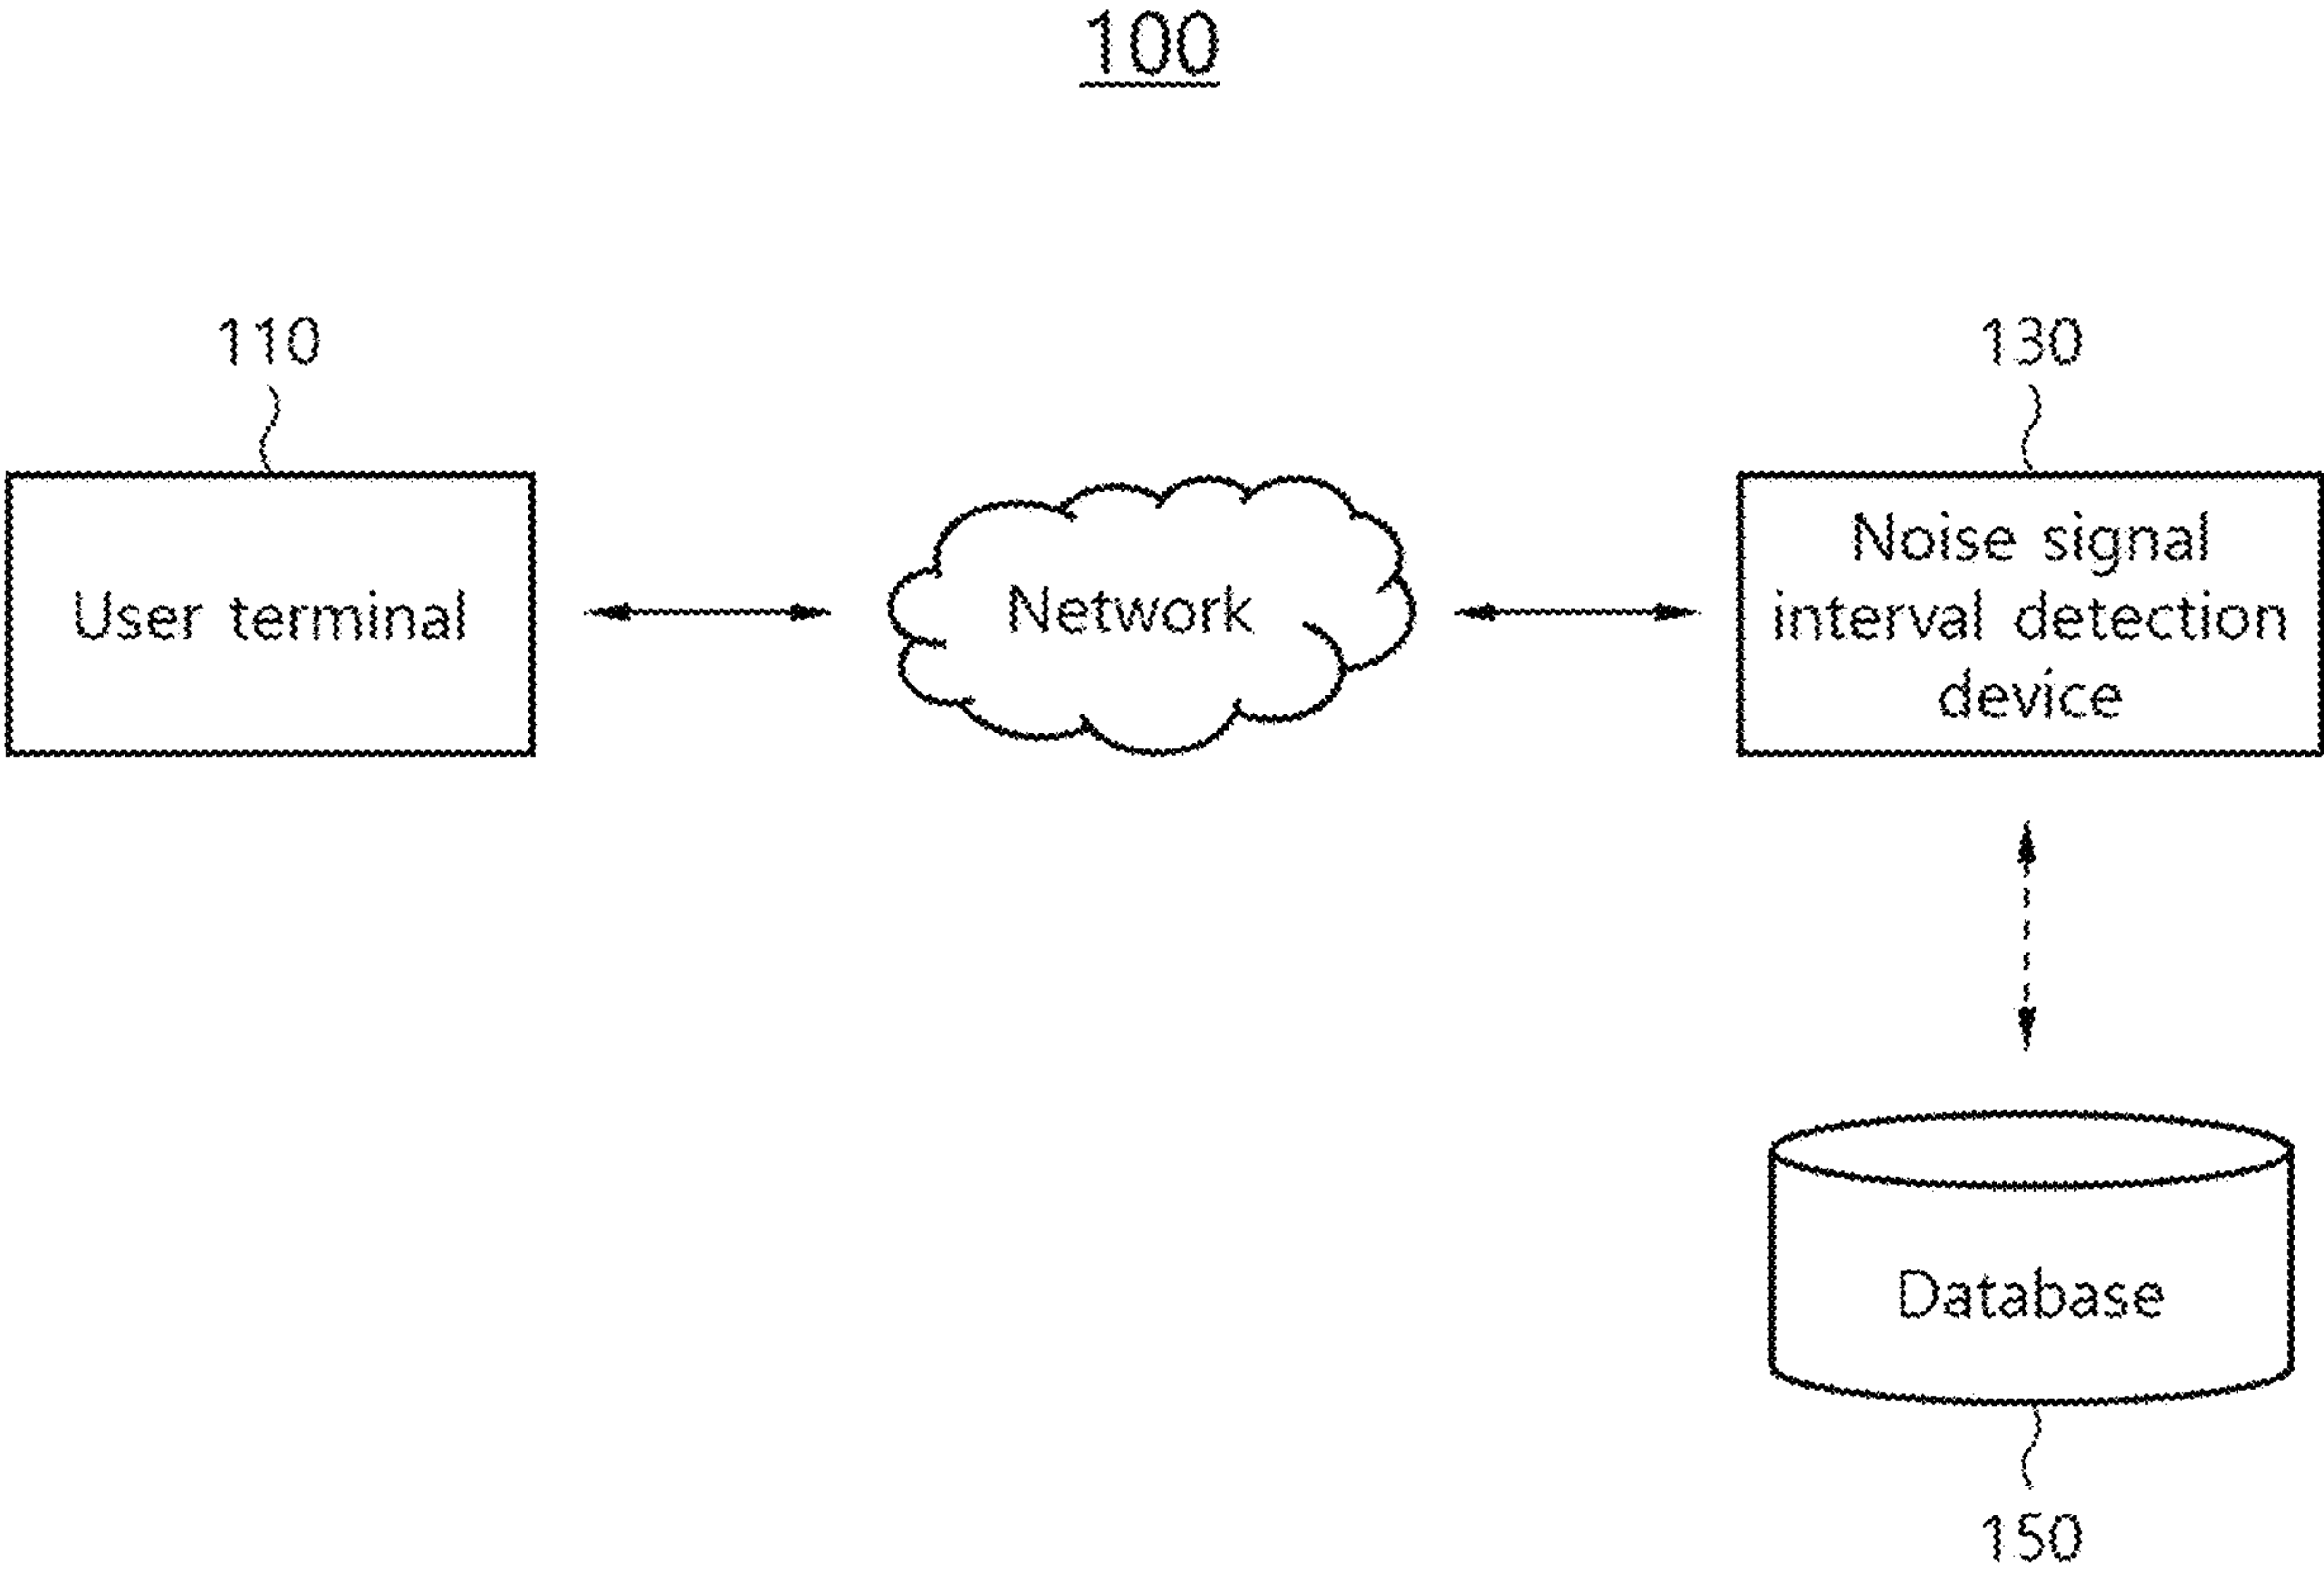 100
110
130
User terminal
Network
Noise signal
interval detection
device
Database
150